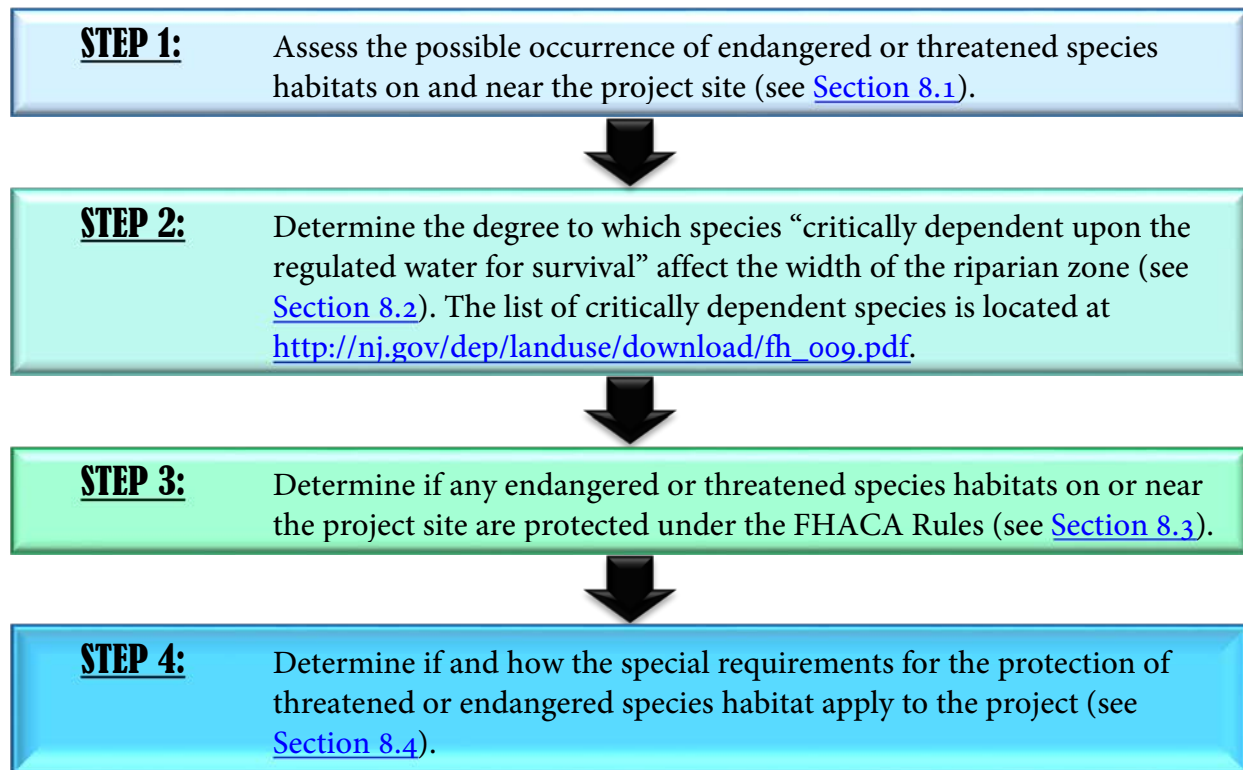 STEP 1: Assess the possible occurrence of endangered or threatened species
habitats on and near the project site (see Section 8.1).
STEP 2: Determine the degree to which species “critically dependent upon the
regulated water for survival” affect the width of the riparian zone (see
Section 8.2). The list of critically dependent species is located at
http://nj.gov/dep/landuse/download/fh_009.pdf.
STEP 3: Determine if any endangered or threatened species habitats on or near
the project site are protected under the FHACA Rules (see Section 8.3).
STEP 4: Determine if and how the special requirements for the protection of
threatened or endangered species habitat apply to the project (see
Section 8.4).